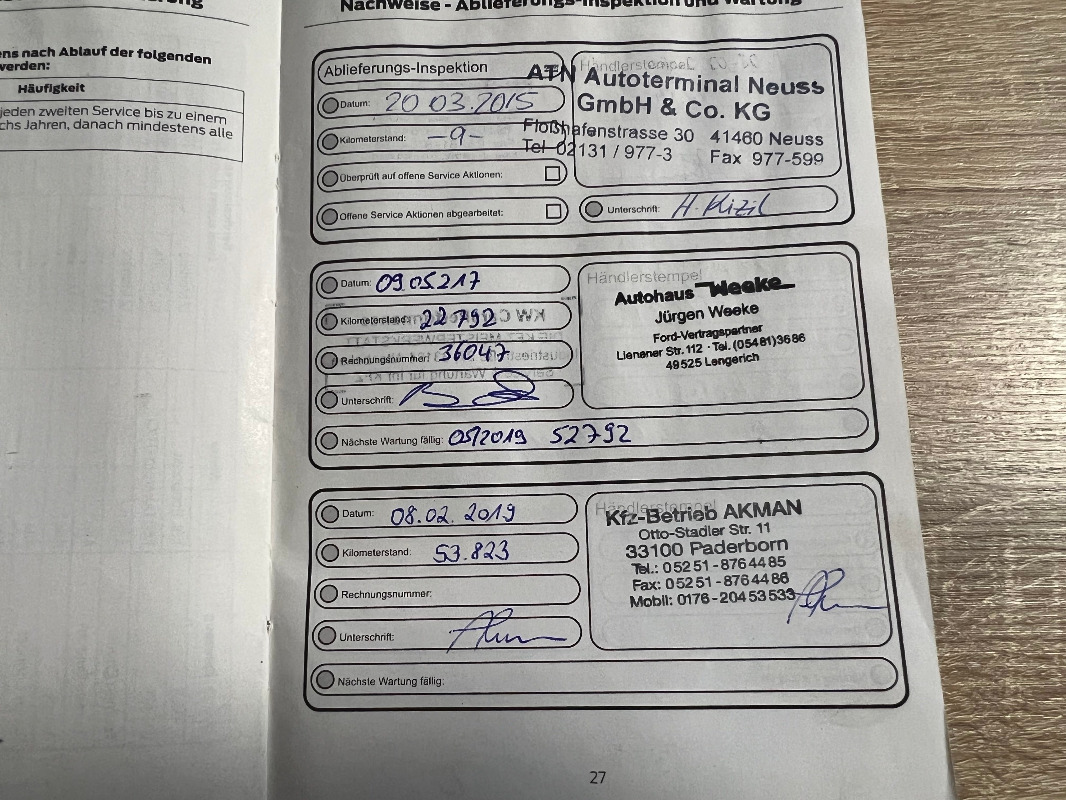 ens nach Ablauf der folgenden
werden:
Häufigkeit
jeden zweiten Service bis zu einem
chs Jahren, danach mindestens alle
Nachweise - Ablieferungs-Inspektion und Wartung
Ablieferungs-Inspektion
Datum: 20 03.2015
Kilometerstand: -9-
Überprüft auf offene Service Aktionen:
Offene Service Aktionen abgearbeitet:
Händlerstempel
ATN Autoterminal Neuss
GmbH & Co. KG
Floßhafenstrasse 30 41460 Neuss
Tel 02131 / 977-3 Fax 977-599
Unterschrift: H. Kizil
Datum: 09.05217
Kilometerstand: 22 792
Rechnungsnummer: 36047
Unterschrift:
Händlerstempel
Autohaus Weeke
Jürgen Weeke
Ford-Vertragspartner
Lienener Str. 112 · Tel. (05481)3686
49525 Lengerich
Nächste Wartung fällig: 05/2019 52792
Datum: 08.02.2019
Kilometerstand: 53.823
Rechnungsnummer:
Unterschrift:
Händlerstempel
Kfz-Betrieb AKMAN
Otto-Stadler Str. 11
33100 Paderborn
Tel.: 05251-8764485
Fax: 05251-8764486
Mobil: 0176-20453533
Nächste Wartung fällig:
27